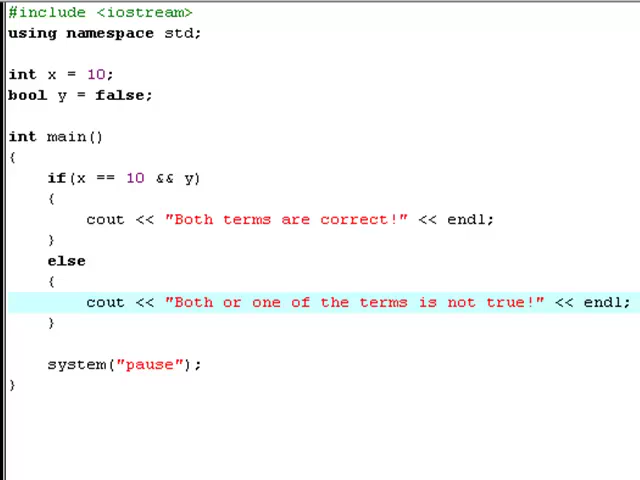 #include <iostream>
using namespace std;
int x = 10;
bool y = false;
int main()
{
if(x == 10 && y)
{
cout << "Both terms are correct!" << endl;
}
else
{
cout << "Both or one of the terms is not true!" << endl;
}
system("pause");
}